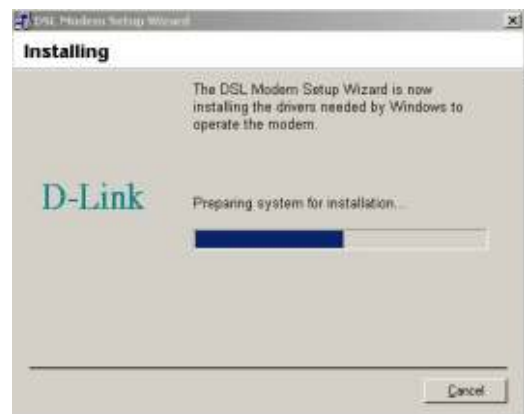 DSL Modem Setup Wizard
Installing
The DSL Modem Setup Wizard is now
installing the drivers needed by Windows to
operate the modem.
D-Link
Preparing system for installation...
Cancel